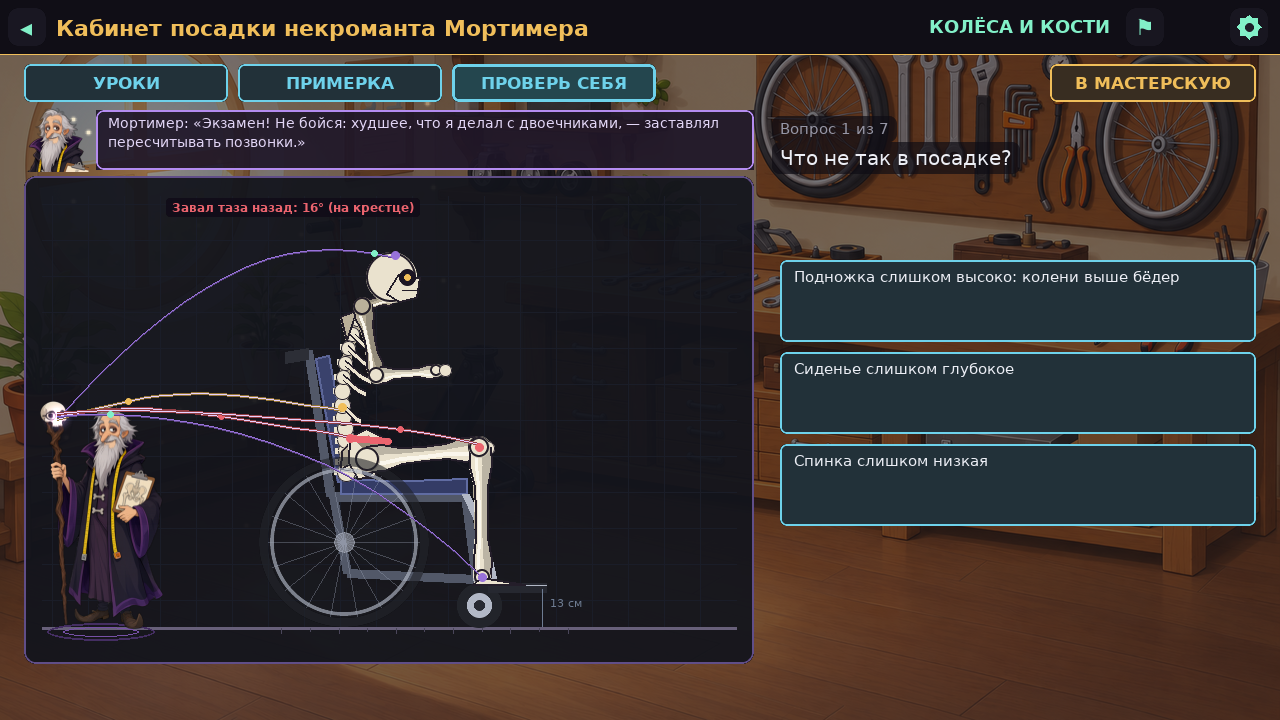 Кабинет посадки некроманта Мортимера
КОЛЁСА И КОСТИ
УРОКИ
ПРИМЕРКА
ПРОВЕРЬ СЕБЯ
В МАСТЕРСКУЮ
Мортимер: «Экзамен! Не бойся: худшее, что я делал с двоечниками, — заставлял
пересчитывать позвонки.»
Завал таза назад: 16° (на крестце)
13 см
Вопрос 1 из 7
Что не так в посадке?
Подножка слишком высоко: колени выше бёдер
Сиденье слишком глубокое
Спинка слишком низкая